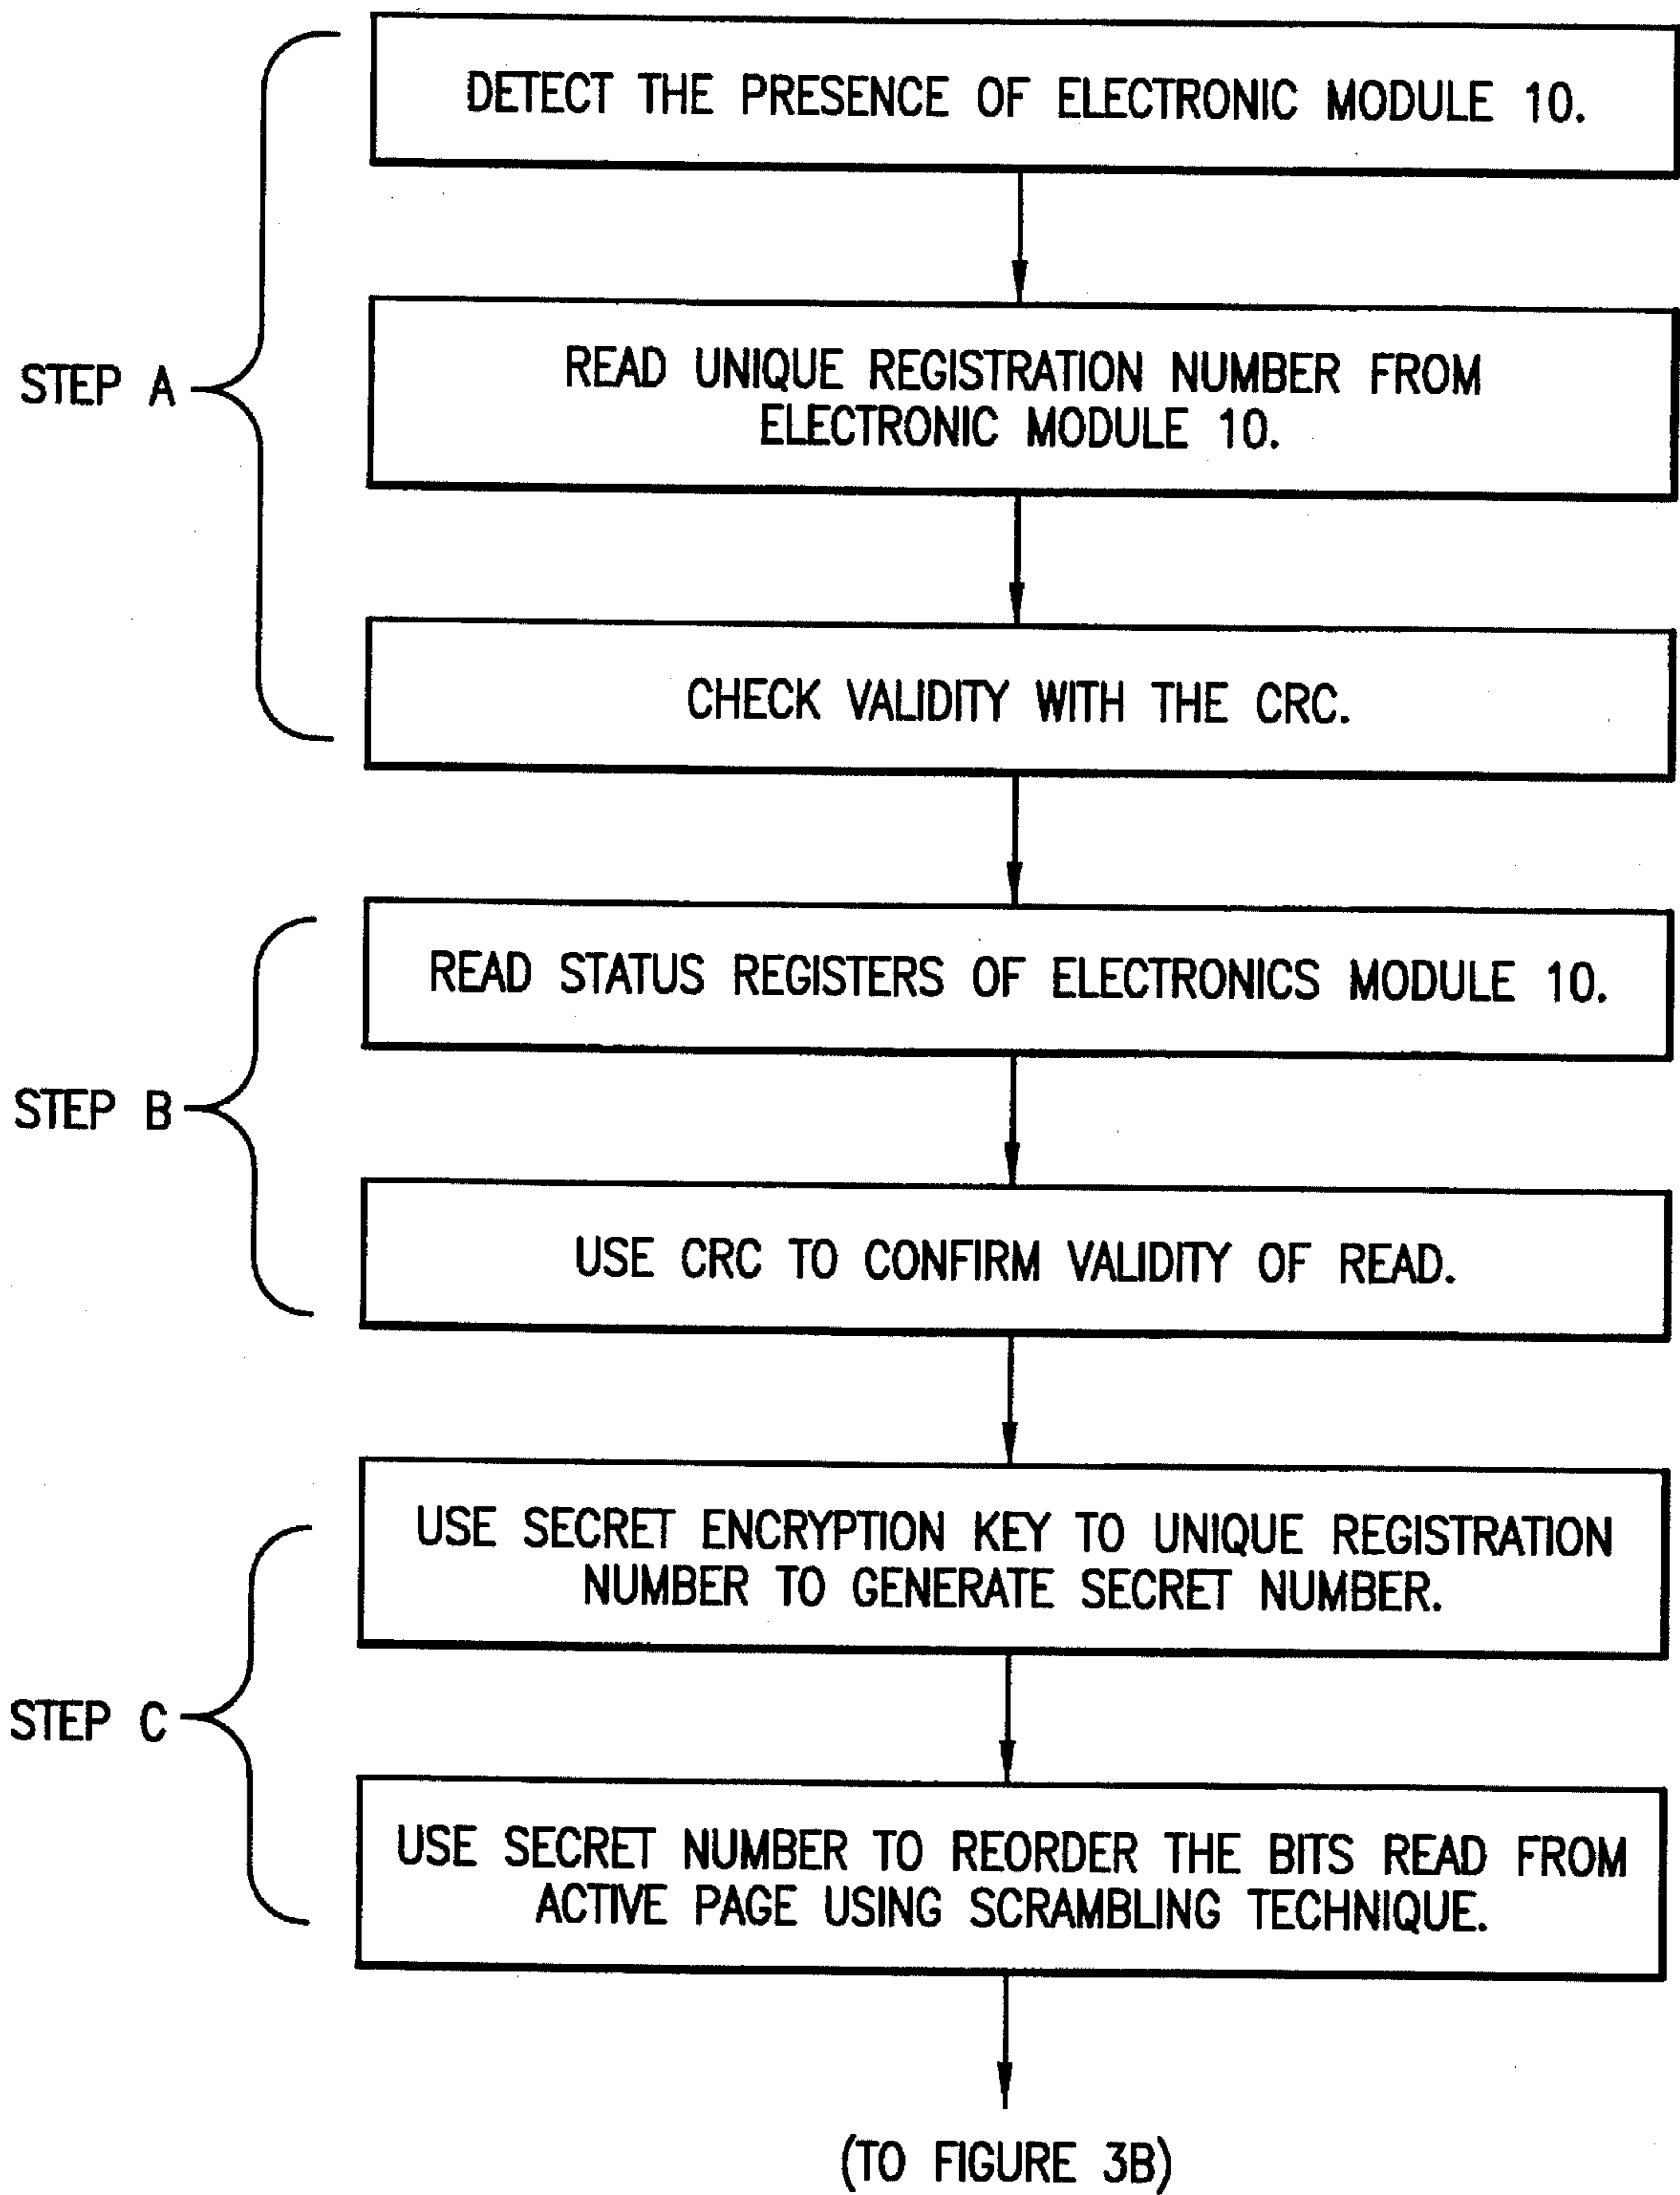 DETECT THE PRESENCE OF ELECTRONIC MODULE 10.
READ UNIQUE REGISTRATION NUMBER FROM
ELECTRONIC MODULE 10.
STEP A
CHECK VALIDITY WITH THE CRC.
READ STATUS REGISTERS OF ELECTRONICS MODULE 10.
STEP B
USE CRC TO CONFIRM VALIDITY OF READ.
USE SECRET ENCRYPTION KEY TO UNIQUE REGISTRATION
NUMBER TO GENERATE SECRET NUMBER.
STEP C
USE SECRET NUMBER TO REORDER THE BITS READ FROM
ACTIVE PAGE USING SCRAMBLING TECHNIQUE.
(TO FIGURE 3B)